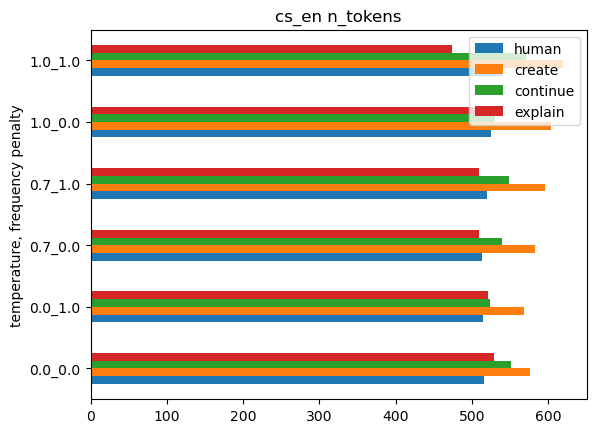 cs_en n_tokens
human
create
continue
explain
temperature, frequency penalty
1.0_1.0
1.0_0.0
0.7_1.0
0.7_0.0
0.0_1.0
0.0_0.0
0 100 200 300 400 500 600